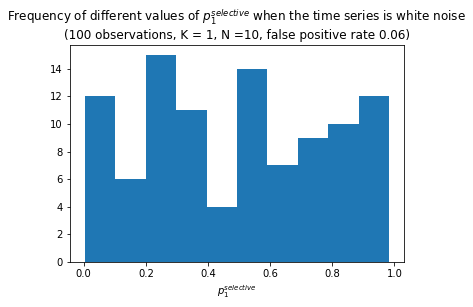 Frequency of different values of $p_1^{selective}$ when the time series is white noise
(100 observations, K = 1, N =10, false positive rate 0.06)
14
12
10
8
6
4
2
0
0.0 0.2 0.4 0.6 0.8 1.0
$p_1^{selective}$